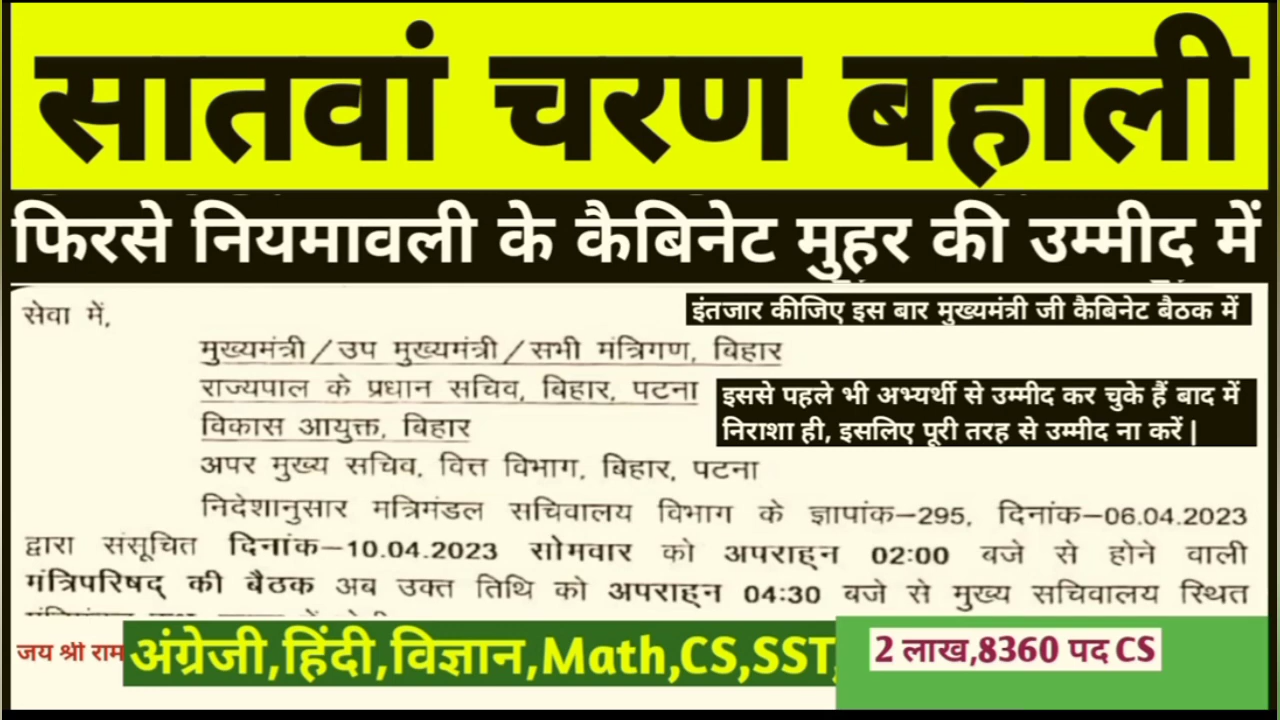 सातवां चरण बहाली
फिरसे नियमावली के कैबिनेट मुहर की उम्मीद में
सेवा में,
इंतजार कीजिए इस बार मुख्यमंत्री जी कैबिनेट बैठक में
मुख्यमंत्री/उप मुख्यमंत्री/सभी मंत्रिगण, बिहार
राज्यपाल के प्रधान सचिव, बिहार, पटना
इससे पहले भी अभ्यर्थी से उम्मीद कर चुके हैं बाद में
निराशा ही, इसलिए पूरी तरह से उम्मीद ना करें|
विकास आयुक्त, बिहार
अपर मुख्य सचिव, वित्त विभाग, बिहार, पटना
निदेशानुसार मत्रिमंडल सचिवालय विभाग के ज्ञापांक–295, दिनांक–06.04.2023
द्वारा संसूचित दिनांक–10.04.2023 सोमवार को अपराह्न 02:00 बजे से होने वाली
मंत्रिपरिषद् की बैठक अब उक्त तिथि को अपराह्न 04:30 बजे से मुख्य सचिवालय स्थित
जय श्री राम
अंग्रेजी,हिंदी,विज्ञान,Math,CS,SST,
2 लाख,8360 पद CS